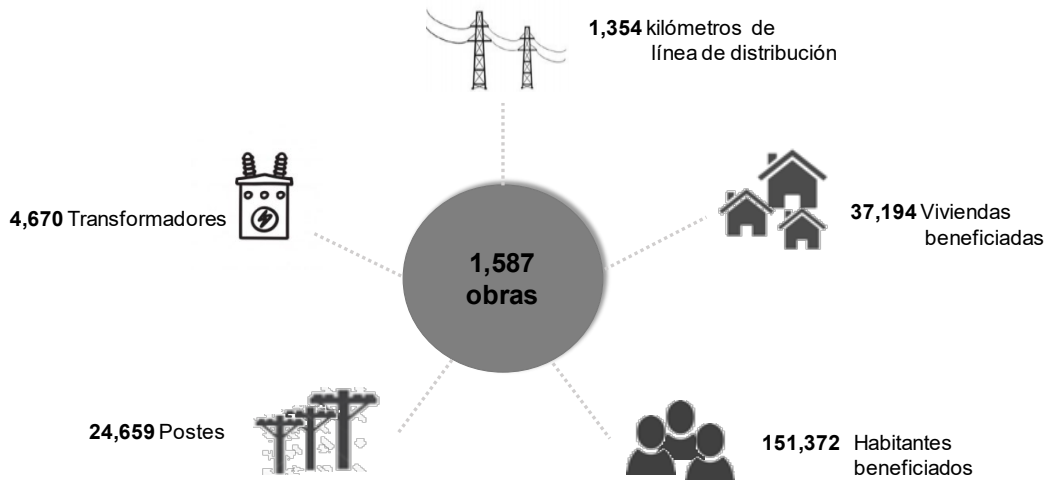 1,354 kilómetros de
línea de distribución
4,670 Transformadores
37,194 Viviendas
beneficiadas
1,587
obras
24,659 Postes
151,372 Habitantes
beneficiados